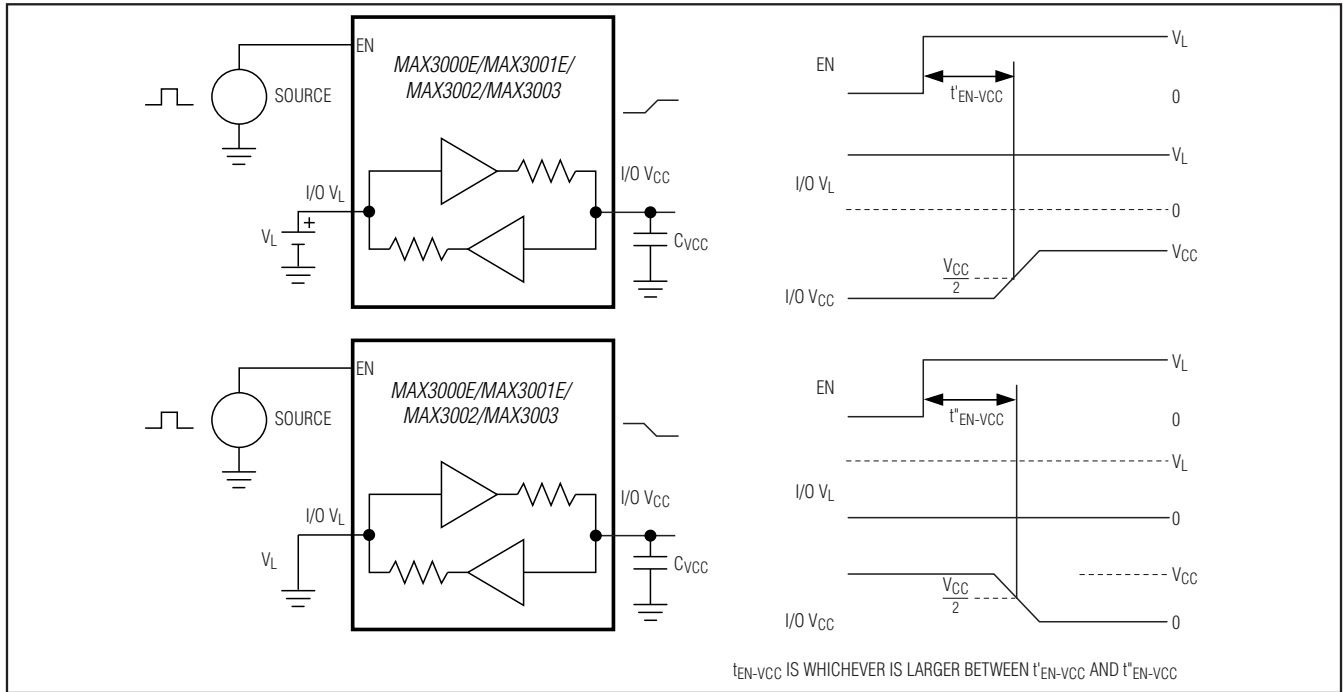 EN
MAX3000E/MAX3001E/
MAX3002/MAX3003
SOURCE
I/O VL
I/O VCC
VL
+
CVCC
EN
VL
t'EN-VCC
0
VL
I/O VL
0
VCC
VCC
2
I/O VCC
EN
MAX3000E/MAX3001E/
MAX3002/MAX3003
SOURCE
I/O VL
I/O VCC
VL
CVCC
EN
VL
t"EN-VCC
0
VL
I/O VL
0
VCC
VCC
2
I/O VCC
0
tEN-VCC IS WHICHEVER IS LARGER BETWEEN t'EN-VCC AND t"EN-VCC